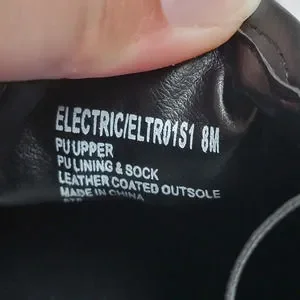 ELECTRIC/ELTR01S1 8M
PU UPPER
PU LINING & SOCK
LEATHER COATED OUTSOLE
MADE IN CHINA